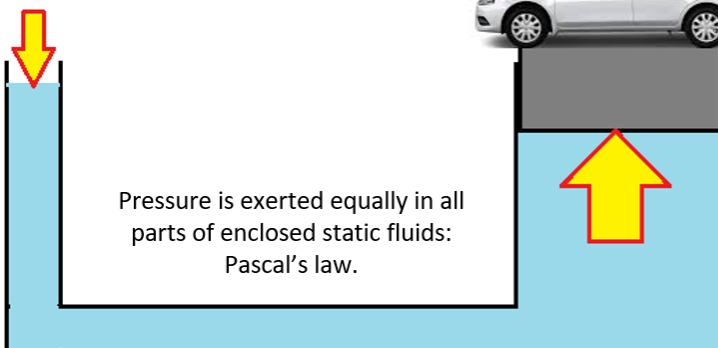 Pressure is exerted equally in all
parts of enclosed static fluids:
Pascal’s law.